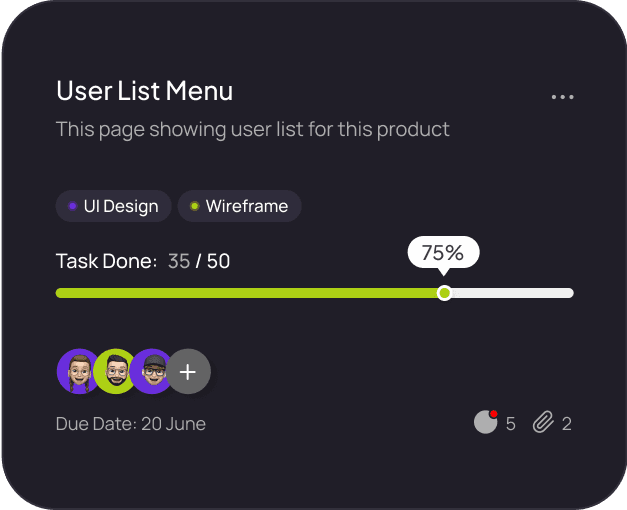 User List Menu
This page showing user list for this product
UI Design Wireframe
Task Done: 35 / 50
75%
Due Date: 20 June 5 2